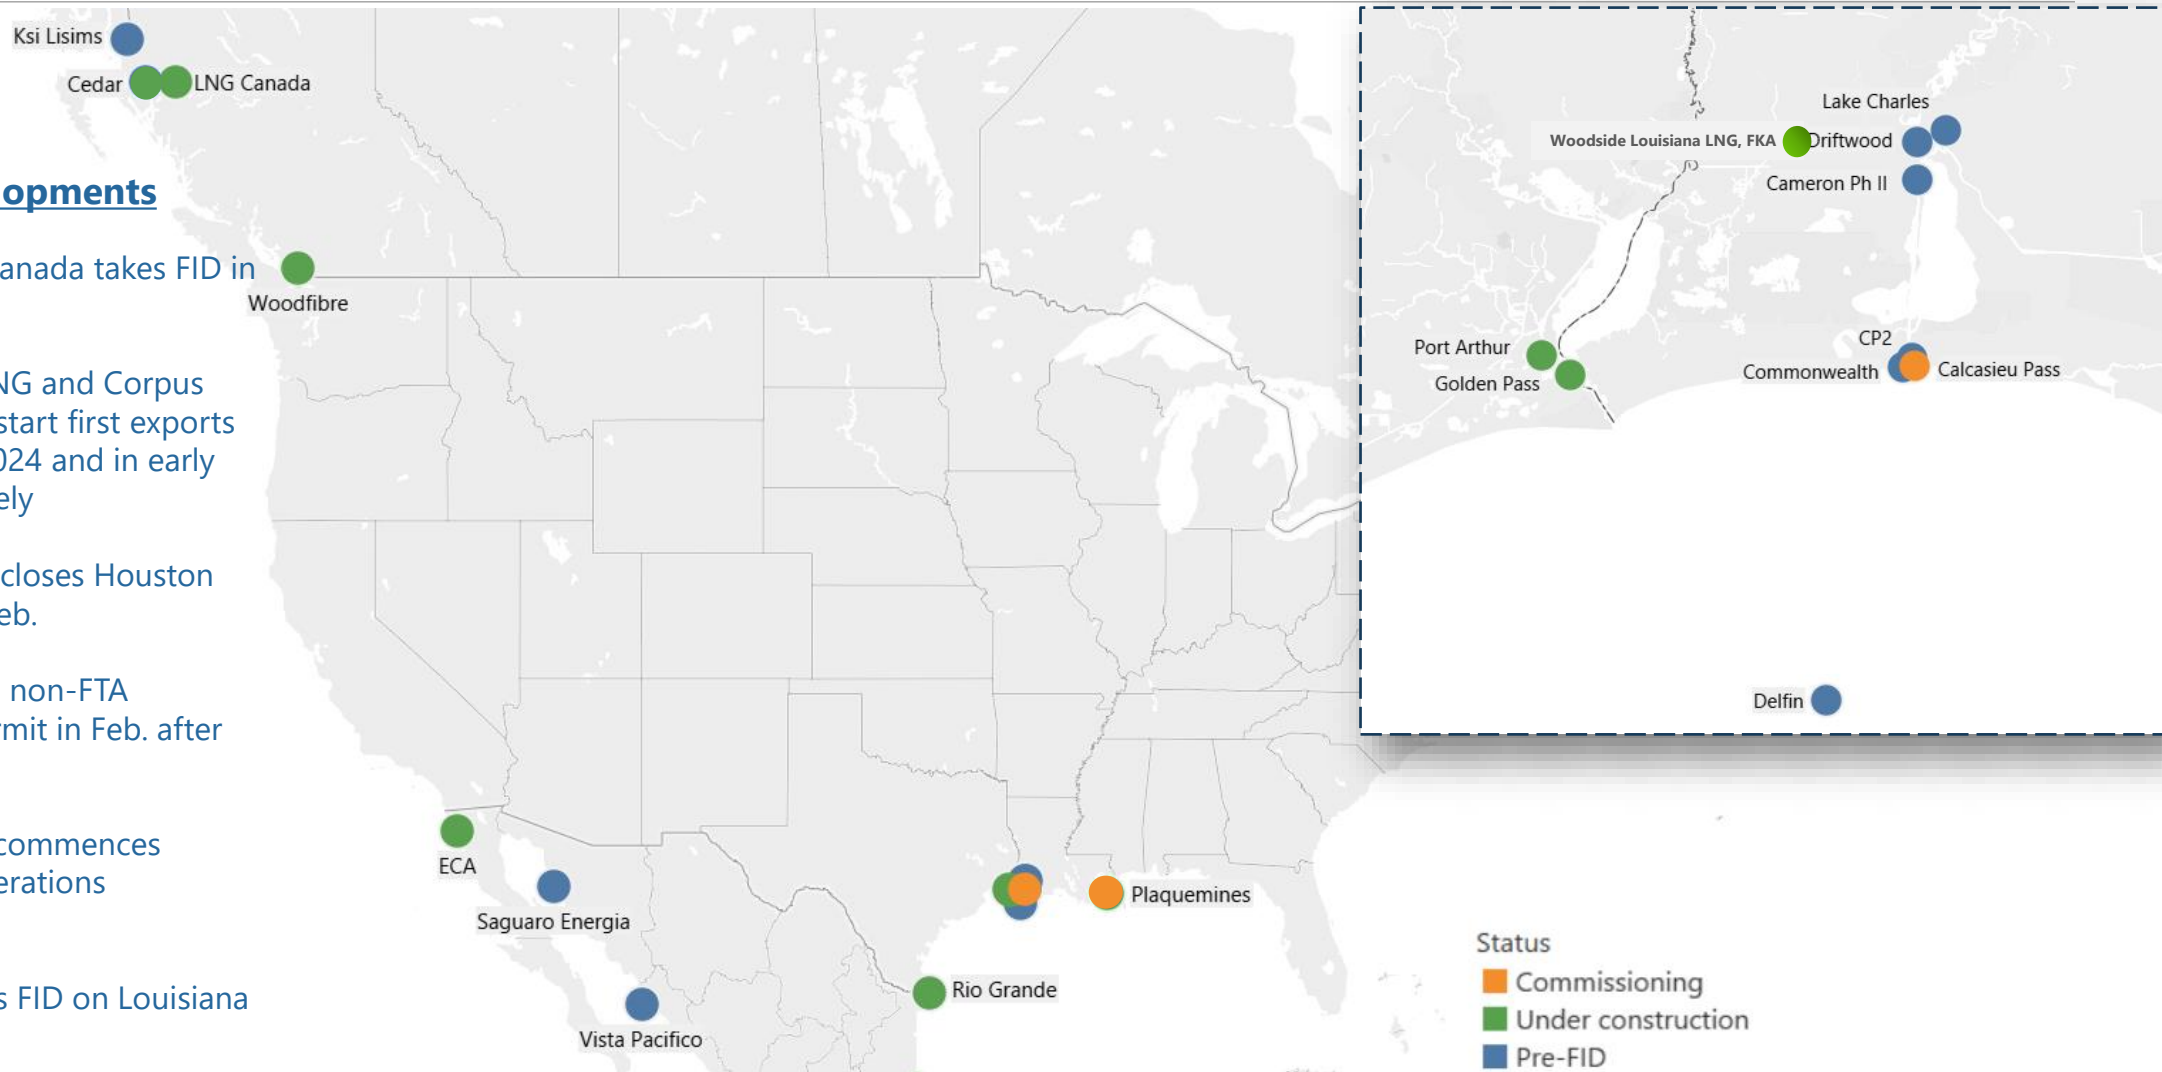 Ksi Lisims
Cedar
LNG Canada
opments
anada takes FID in
Woodfibre
NG and Corpus
start first exports
024 and in early
ely
closes Houston
eb.
non-FTA
rmit in Feb. after
commences
erations
s FID on Louisiana
ECA
Saguaro Energia
Vista Pacifico
Rio Grande
Plaquemines
Lake Charles
Woodside Louisiana LNG, FKA
Driftwood
Cameron Ph II
Port Arthur
Golden Pass
CP2
Commonwealth
Calcasieu Pass
Delfin
Status
Commissioning
Under construction
Pre-FID